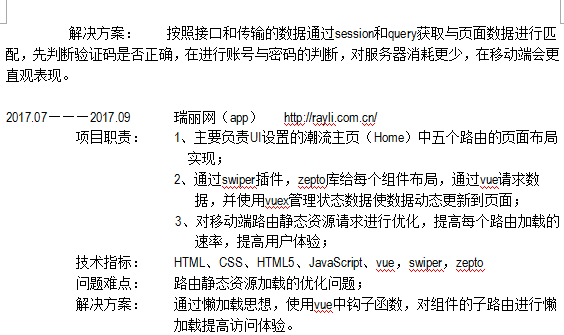 解决方案： 按照接口和传输的数据通过session和query获取与页面数据进行匹
配，先判断验证码是否正确，在进行账号与密码的判断，对服务器消耗更少，在移动端会更
直观表现。
2017.07－－－2017.09 瑞丽网（app） http://rayli.com.cn/
项目职责： 1、主要负责UI设置的潮流主页（Home）中五个路由的页面布局
实现；
2、通过swiper插件，zepto库给每个组件布局，通过vue请求数
据，并使用vuex管理状态数据使数据动态更新到页面；
3、对移动端路由静态资源请求进行优化，提高每个路由加载的
速率，提高用户体验；
技术指标： HTML、CSS、HTML5、JavaScript、vue，swiper，zepto
问题难点： 路由静态资源加载的优化问题；
解决方案： 通过懒加载思想，使用vue中钩子函数，对组件的子路由进行懒
加载提高访问体验。